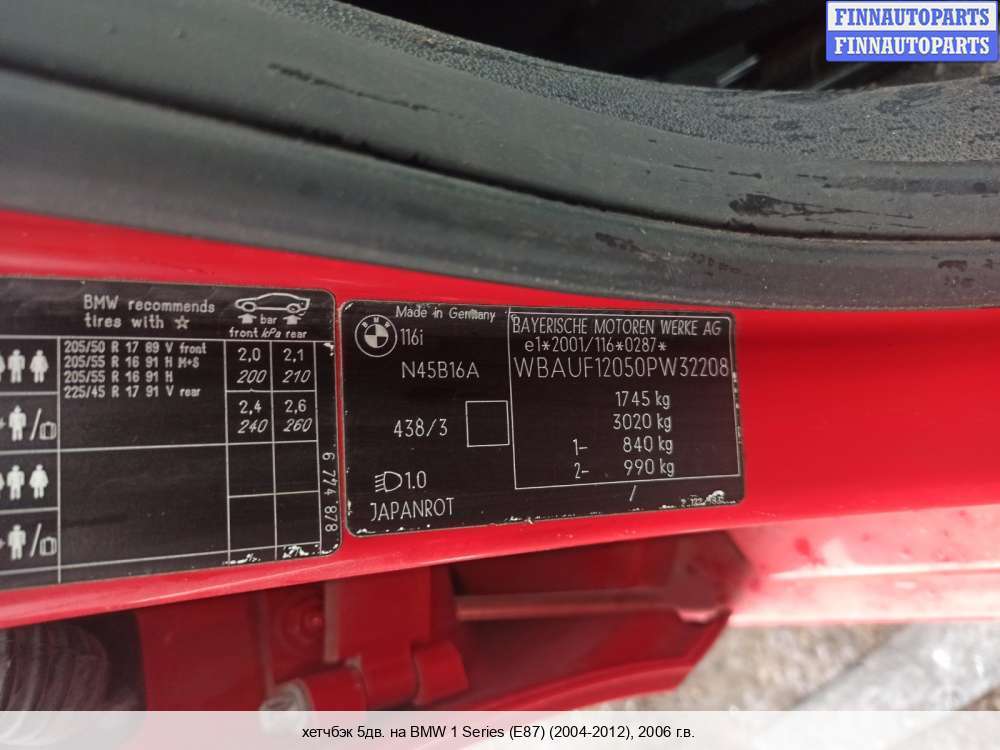 FINNAUTOPARTS
FINNAUTOPARTS
BMW recommends
tires with ☆
bar
front kPa rear
205/50 R 17 89 V front
205/55 R 16 91 H M+S
205/55 R 16 91 H
225/45 R 17 91 V rear
2,0 2,1
200 210
2,4 2,6
240 260
6 774 878
Made in Germany
BMW
116i
N45B16A
438/3
1.0
JAPANROT
BAYERISCHE MOTOREN WERKE AG
e1*2001/116*0287*
WBAUF12050PW32208
1745 kg
3020 kg
1- 840 kg
2- 990 kg
/
хетчбэк 5дв. на BMW 1 Series (E87) (2004-2012), 2006 г.в.